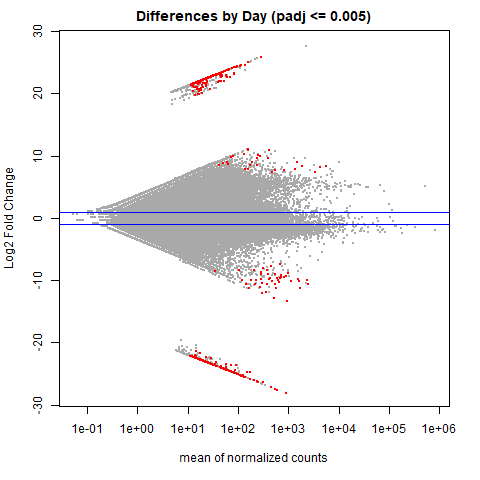 Differences by Day (padj <= 0.005)
30
20
10
0
-10
-20
-30
Log2 Fold Change
1e-01 1e+00 1e+01 1e+02 1e+03 1e+04 1e+05 1e+06
mean of normalized counts